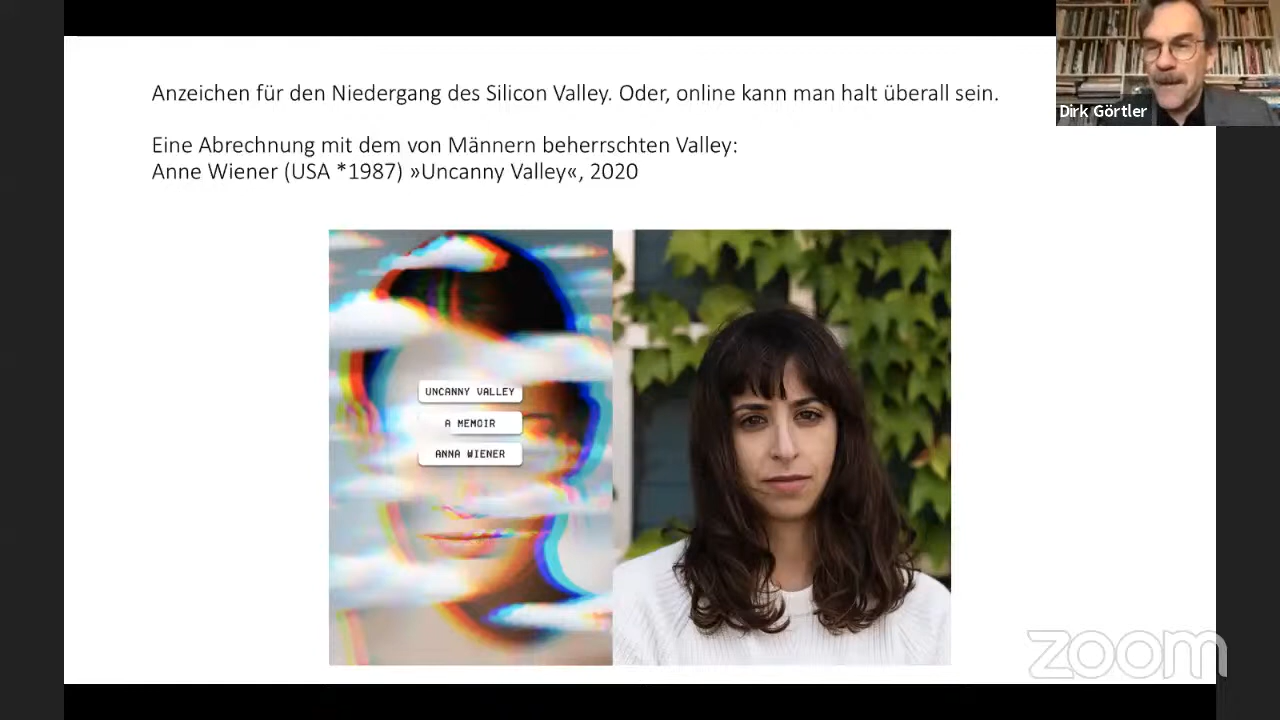 Anzeichen für den Niedergang des Silicon Valley. Oder, online kann man halt überall sein.
Eine Abrechnung mit dem von Männern beherrschten Valley:
Anne Wiener (USA *1987) »Uncanny Valley«, 2020
Dirk Görtler
UNCANNY VALLEY
A MEMOIR
ANNA WIENER
zoom